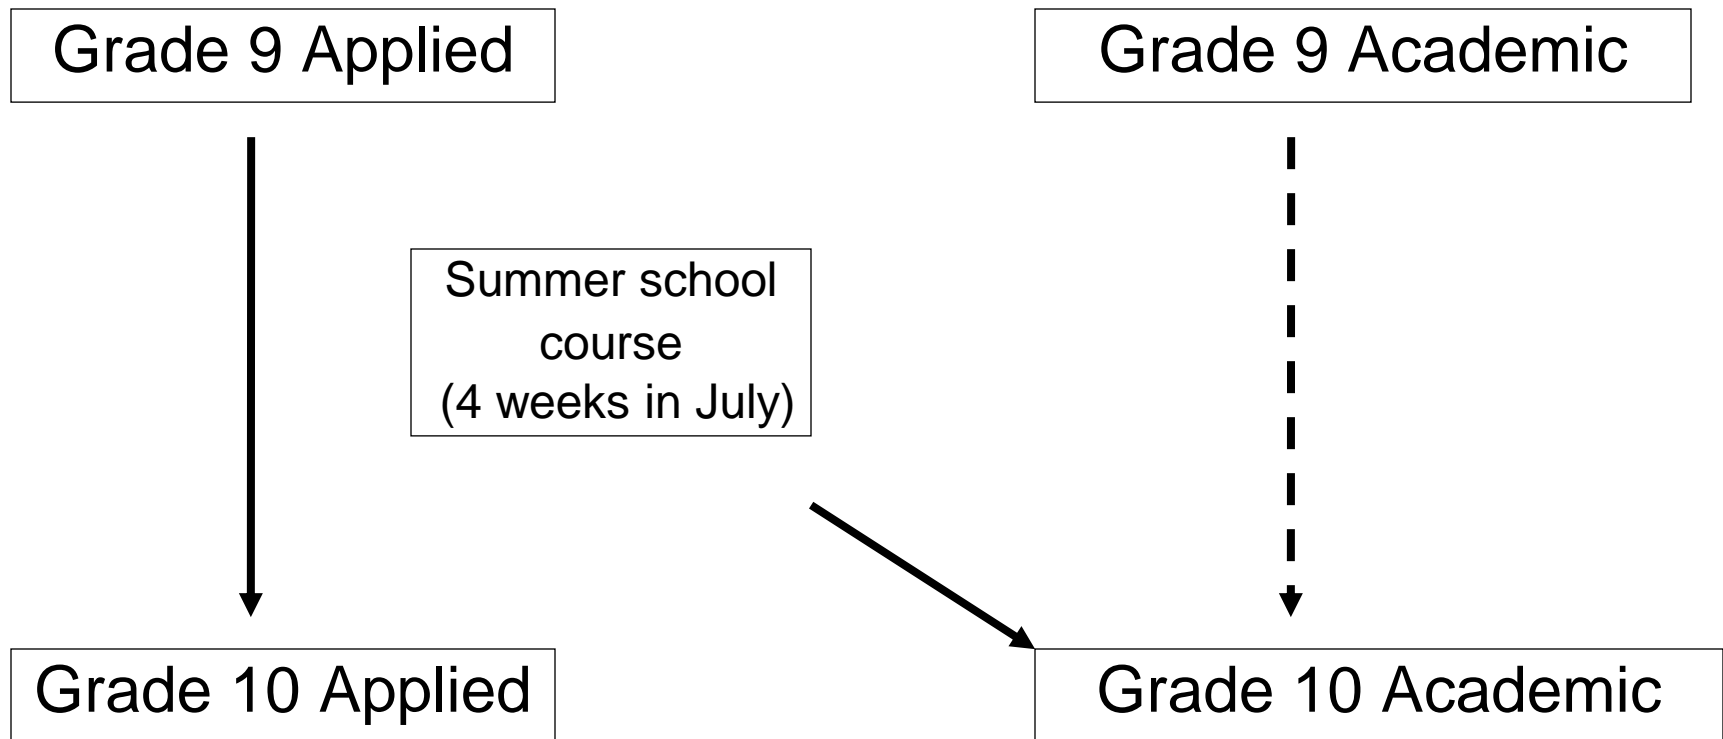 Grade 9 Applied
Grade 9 Academic
Summer school
course
(4 weeks in July)
Grade 10 Applied
Grade 10 Academic